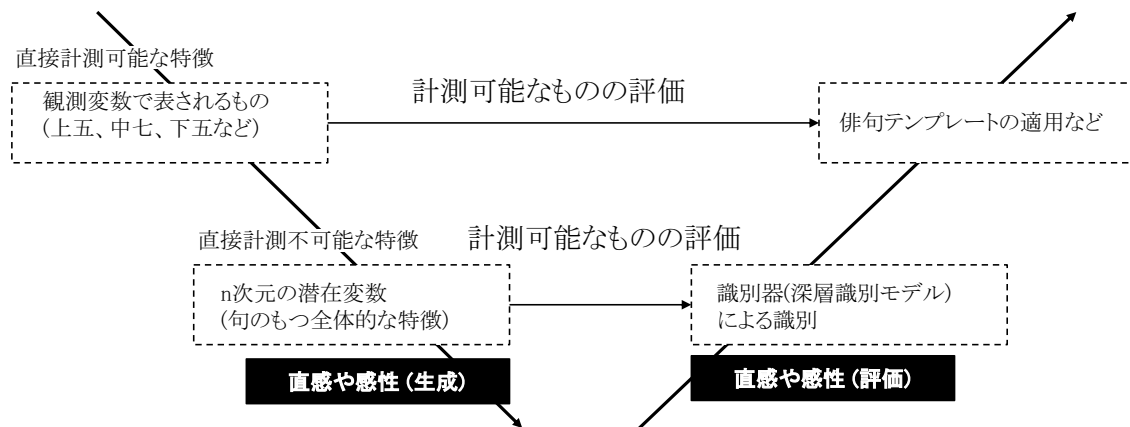 直接計測可能な特徴
観測変数で表されるもの
(上五、中七、下五など)
計測可能なものの評価
俳句テンプレートの適用など
直接計測不可能な特徴
計測可能なものの評価
n次元の潜在変数
(句のもつ全体的な特徴)
識別器(深層識別モデル)
による識別
直感や感性(生成)
直感や感性(評価)